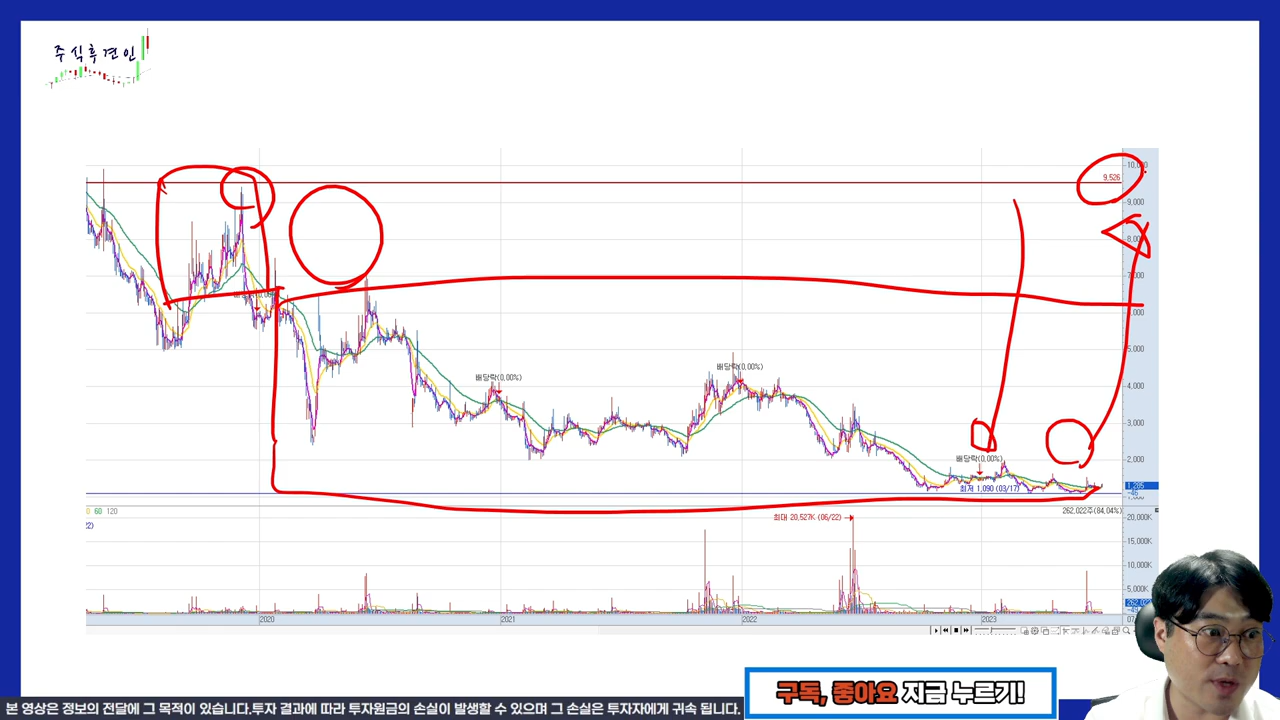 주식후견인
10,000
9,526
9,000
8,000
7,000
6,000
5,000
배당락(0,00%)
배당락(0,00%)
4,000
3,000
배당락(0,00%)
2,000
최저 1,090 (03/17)
1,285
-46
1,000
60 120
262,022주(84.04%)
최대 20,527K (06/22)
20,000K
15,000K
10,000K
5,000K
2020
2021
2022
2023
구독, 좋아요 지금 누르기!
본 영상은 정보의 전달에 그 목적이 있습니다.투자 결과에 따라 투자원금의 손실이 발생할 수 있으며 그 손실은 투자자에게 귀속 됩니다.